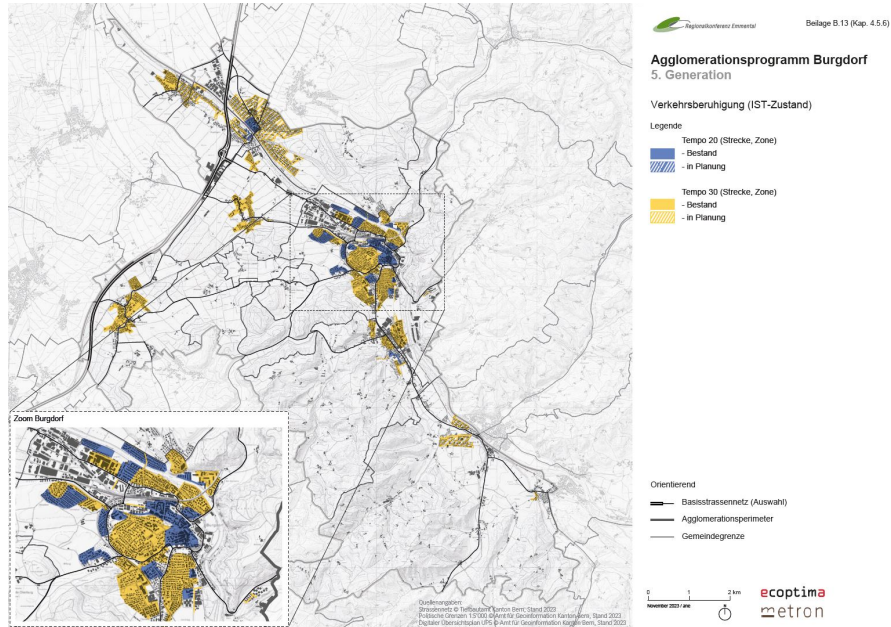 Regionalkonferenz Emmental
Beilage B.13 (Kap. 4.5.6)
Agglomerationsprogramm Burgdorf
5. Generation
Verkehrsberuhigung (IST-Zustand)
Legende
Tempo 20 (Strecke, Zone)
- Bestand
- in Planung
Tempo 30 (Strecke, Zone)
- Bestand
- in Planung
Zoom Burgdorf
Orientierend
Basisstrassennetz (Auswahl)
Agglomerationsperimeter
Gemeindegrenze
0 1 2 km
November 2023 / ane
ecoptima
metron
Quellenangaben:
Strassennetz © Tiefbauamt Kanton Bern, Stand 2023
Politische Grenzen 1:5'000 © Amt für Geoinformation Kanton Bern, Stand 2023
Digitaler Übersichtsplan UP5 © Amt für Geoinformation Kanton Bern, Stand 2023